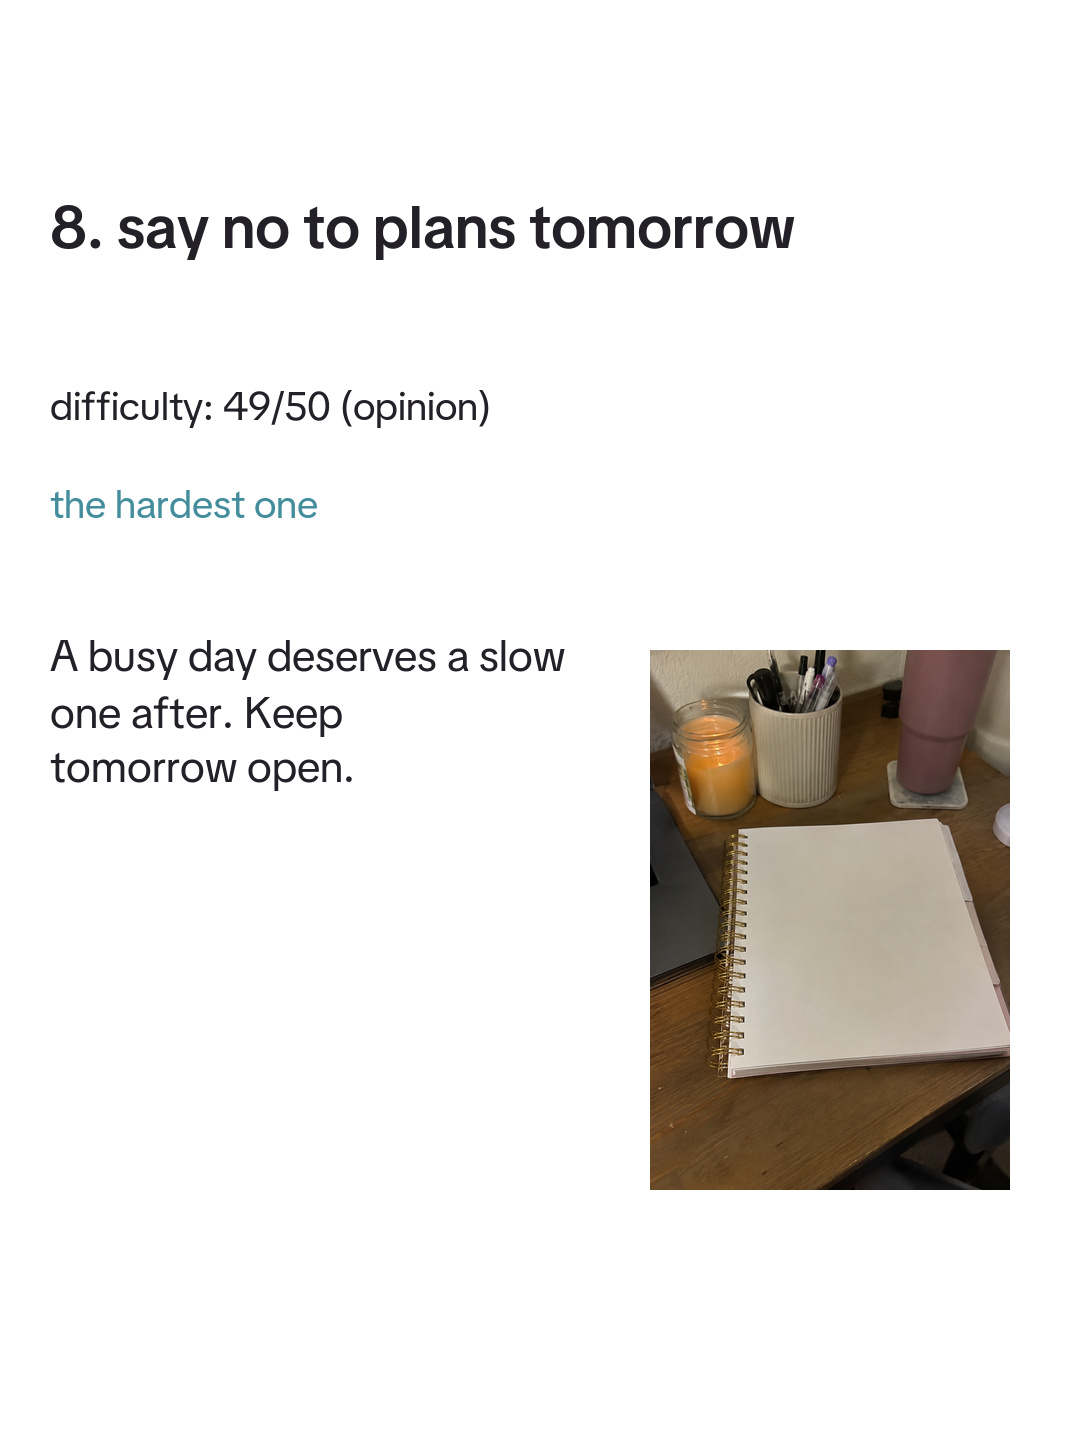 8. say no to plans tomorrow
difficulty: 49/50 (opinion)
the hardest one
A busy day deserves a slow
one after. Keep
tomorrow open.